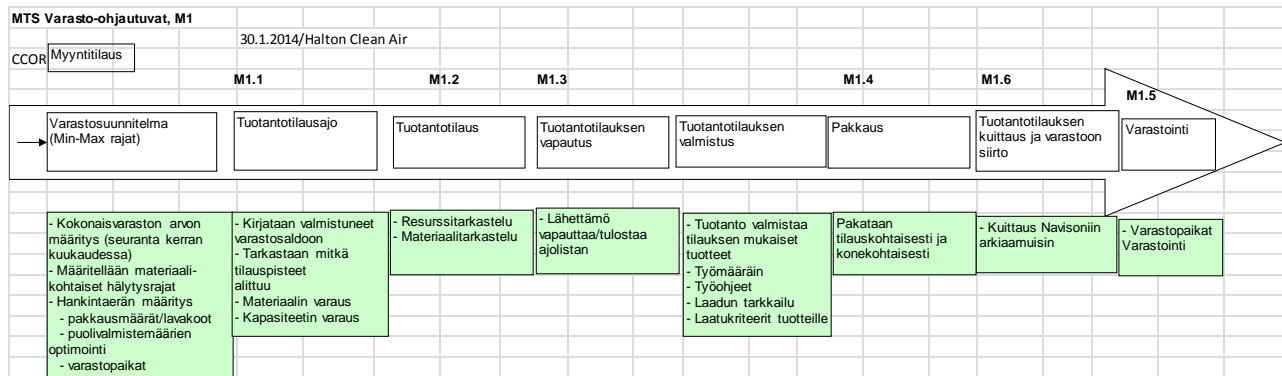 MTS Varasto-ohjautuvat, M1
30.1.2014/Halton Clean Air
CCOR
Myyntitilaus
M1.1
M1.2
M1.3
M1.4
M1.6
M1.5
Varastosuunnitelma
(Min-Max rajat)
Tuotantotilausajo
Tuotantotilaus
Tuotantotilauksen
vapautus
Tuotantotilauksen
valmistus
Pakkaus
Tuotantotilauksen
kuittaus ja varastoon
siirto
Varastointi
- Kokonaisvaraston arvon
määritys (seuranta kerran
kuukaudessa)
- Määritellään materiaali-
kohtaiset hälytysrajat
- Hankintaerän määritys
- pakkausmäärät/lavakoot
- puolivalmistemäärien
optimointi
- varastopaikat
- Kirjataan valmistuneet
varastosaldoon
- Tarkastaan mitkä
tilauspisteet
alittuu
- Materiaalin varaus
- Kapasiteetin varaus
- Resurssitarkastelu
- Materiaalitarkastelu
- Lähettämö
vapauttaa/tulostaa
ajolistan
- Tuotanto valmistaa
tilauksen mukaiset
tuotteet
- Työmääräin
- Työohjeet
- Laadun tarkkailu
- Laatukriteerit tuotteille
Pakataan
tilauskohtaisesti ja
konekohtaisesti
- Kuittaus Navisoniin
arkiaamuisin
- Varastopaikat
Varastointi